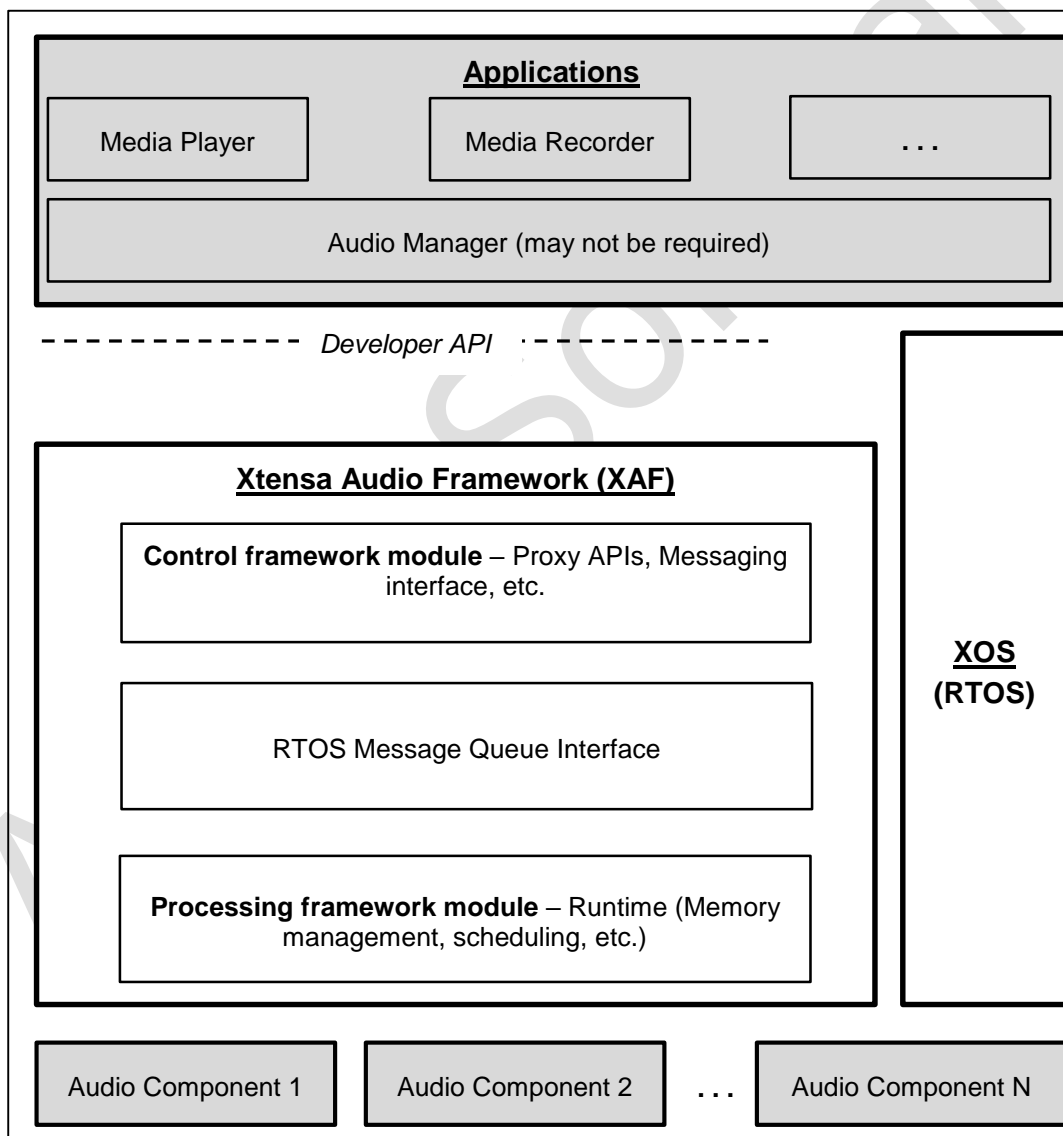 Applications
Media Player
Media Recorder
...
Audio Manager (may not be required)
Developer API
Xtensa Audio Framework (XAF)
Control framework module – Proxy APIs, Messaging
interface, etc.
RTOS Message Queue Interface
Processing framework module – Runtime (Memory
management, scheduling, etc.)
XOS
(RTOS)
Audio Component 1
Audio Component 2
...
Audio Component N